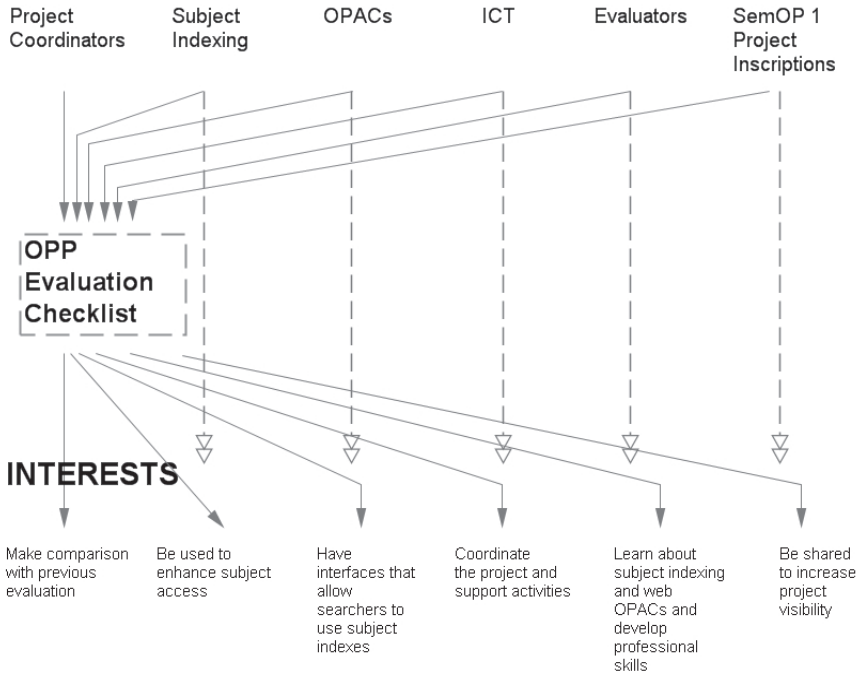 Project
Coordinators
Subject
Indexing
OPACs
ICT
Evaluators
SemOP 1
Project
Inscriptions
OPP
Evaluation
Checklist
INTERESTS
Make comparison
with previous
evaluation
Be used to
enhance subject
access
Have
interfaces that
allow
searchers to
use subject
indexes
Coordinate
the project and
support activities
Learn about
subject indexing
and web
OPACs and
develop
professional
skills
Be shared
to increase
project
visibility